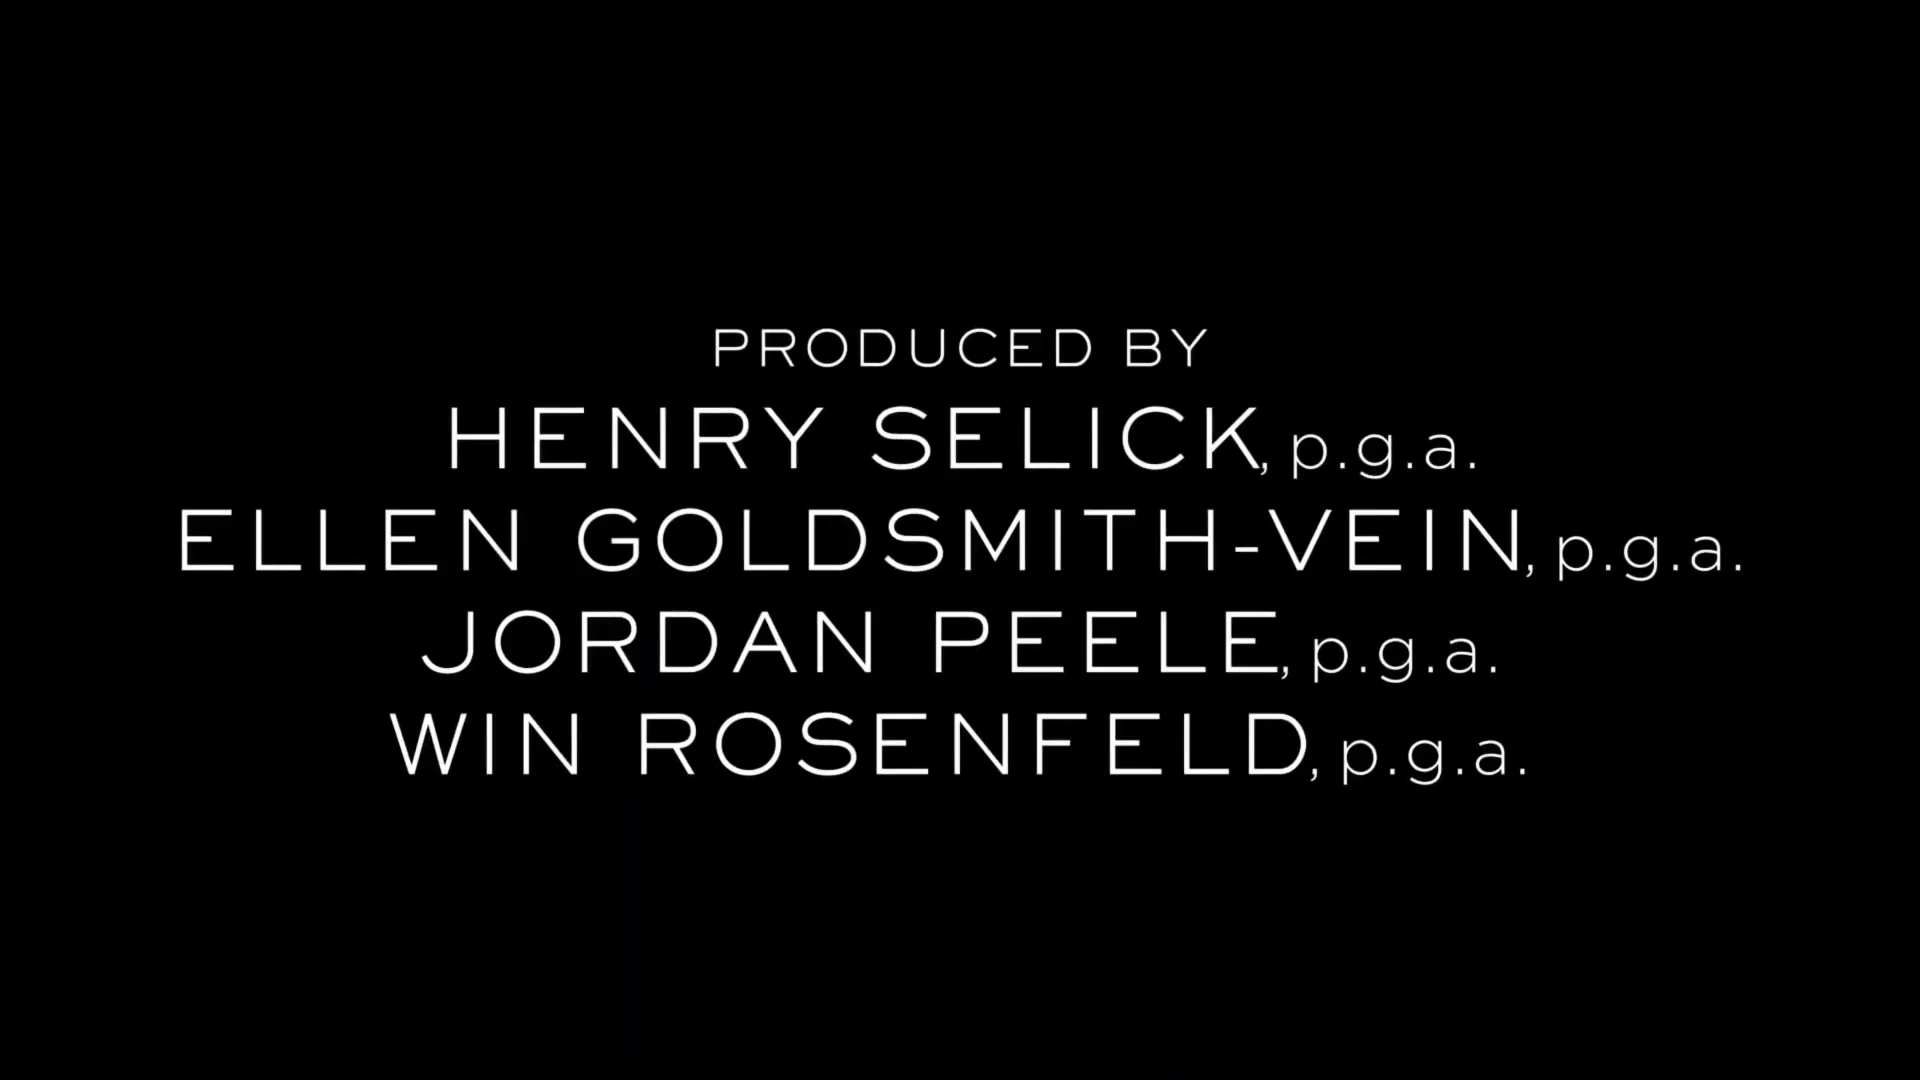 PRODUCED BY
HENRY SELICK, p.g.a.
ELLEN GOLDSMITH-VEIN, p.g.a.
JORDAN PEELE, p.g.a.
WIN ROSENFELD, p.g.a.